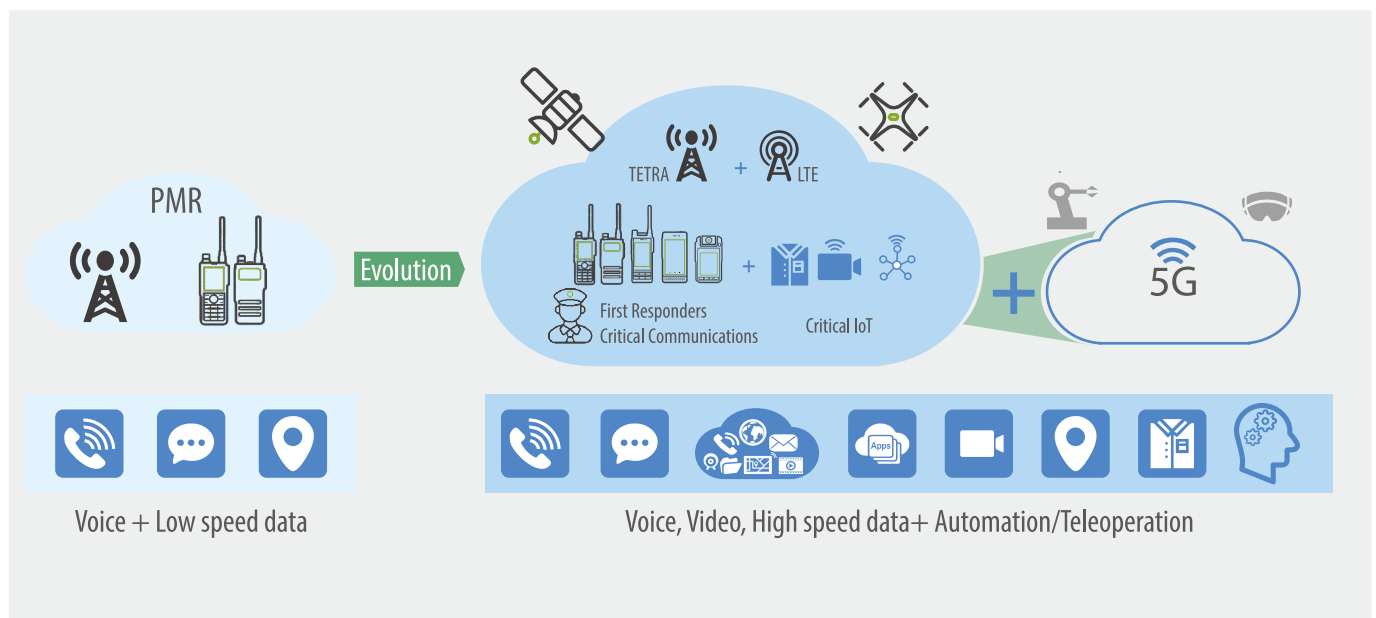 PMR
Evolution
TETRA + LTE
+
First Responders
Critical Communications
Critical IoT
+
5G
Apps
Voice + Low speed data
Voice, Video, High speed data+ Automation/Teleoperation